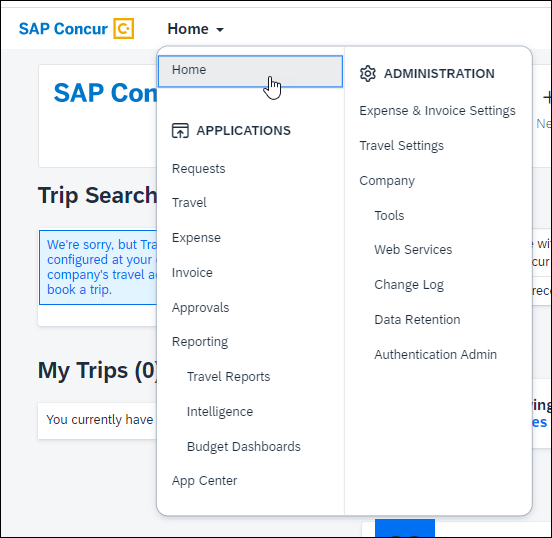 SAP Concur
Home
Home
APPLICATIONS
Requests
Travel
Expense
Invoice
Approvals
Reporting
Travel Reports
Intelligence
Budget Dashboards
App Center
ADMINISTRATION
Expense & Invoice Settings
Travel Settings
Company
Tools
Web Services
Change Log
Data Retention
Authentication Admin
SAP Con
Trip Search
We're sorry, but Tra
configured at your
company's travel a
book a trip.
My Trips (0)
You currently have
+
Ne
wi
cur
reco
ing
es